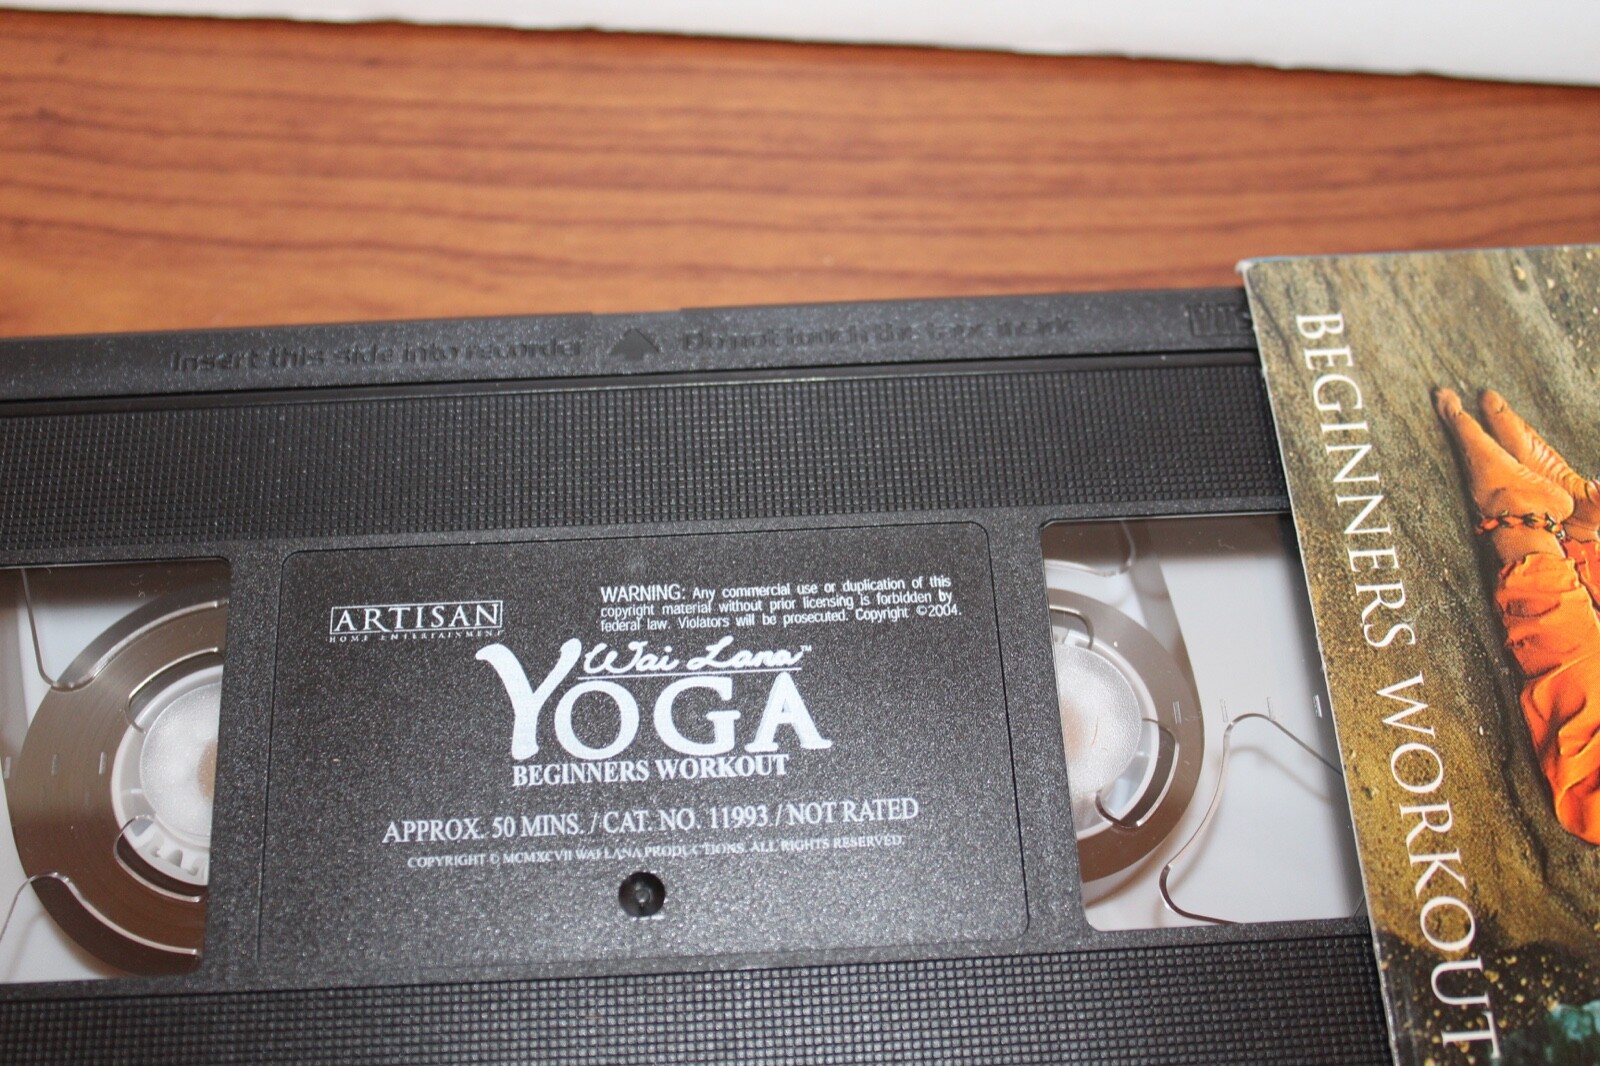 Insert this side into recorder
Do not touch the tape inside
VHS
ARTISAN
HOME ENTERTAINMENT
WARNING: Any commercial use or duplication of this
copyright material without prior licensing is forbidden by
federal law. Violators will be prosecuted. Copyright ©2004.
Wai Lana™
YOGA
BEGINNERS WORKOUT
APPROX. 50 MINS. / CAT. NO. 11993 / NOT RATED
COPYRIGHT © MCMXCVII WAI LANA PRODUCTIONS. ALL RIGHTS RESERVED.
BEGINNERS WORKOUT